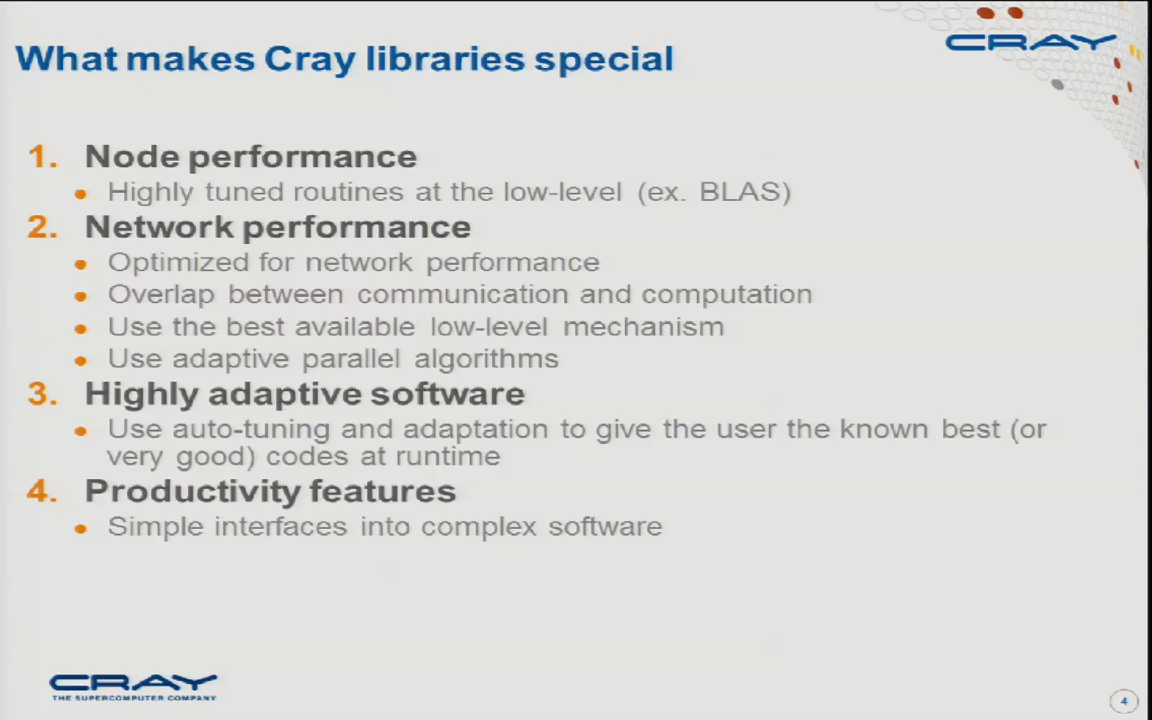 CRAY
What makes Cray libraries special
1. Node performance
• Highly tuned routines at the low-level (ex. BLAS)
2. Network performance
• Optimized for network performance
• Overlap between communication and computation
• Use the best available low-level mechanism
• Use adaptive parallel algorithms
3. Highly adaptive software
• Use auto-tuning and adaptation to give the user the known best (or
very good) codes at runtime
4. Productivity features
• Simple interfaces into complex software
CRAY
THE SUPERCOMPUTER COMPANY
4